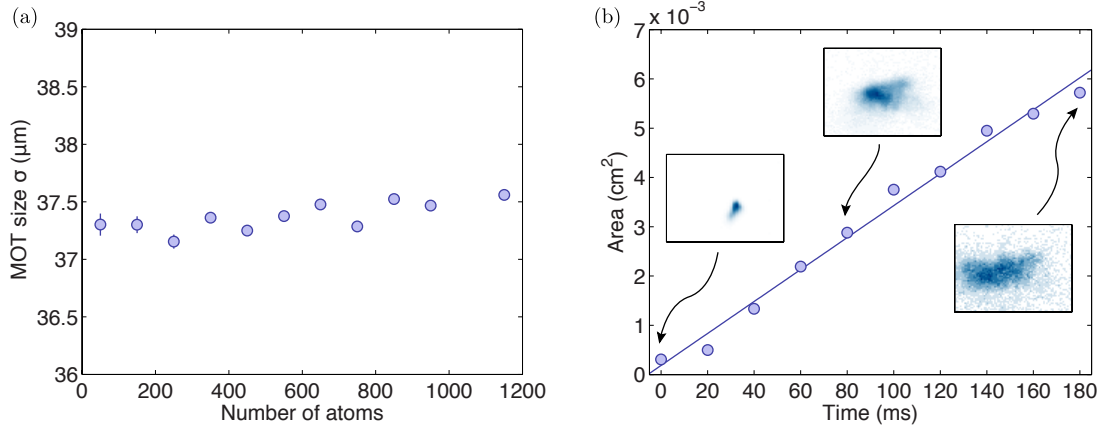 (a)
39
38.5
38
37.5
37
36.5
36
MOT size σ (μm)
0 200 400 600 800 1000 1200
Number of atoms
(b)
7 x 10⁻³
6
5
4
3
2
1
0
Area (cm²)
0 20 40 60 80 100 120 140 160 180
Time (ms)